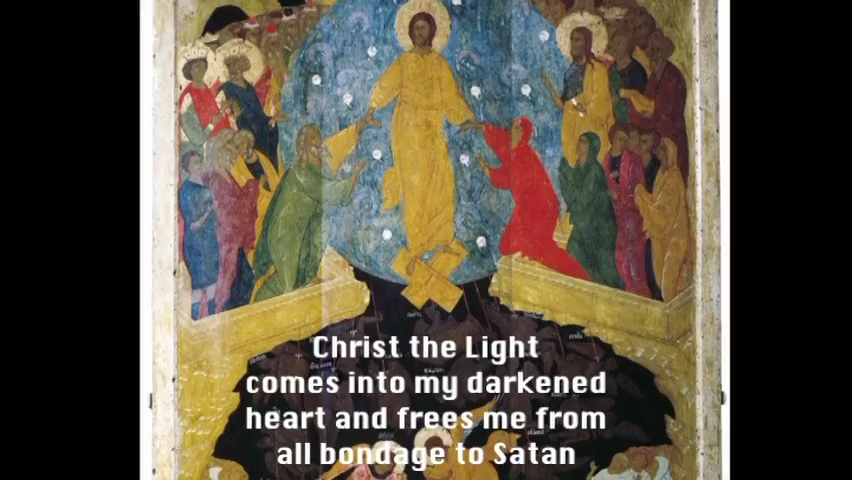 Christ the Light
comes into my darkened
heart and frees me from
all bondage to Satan